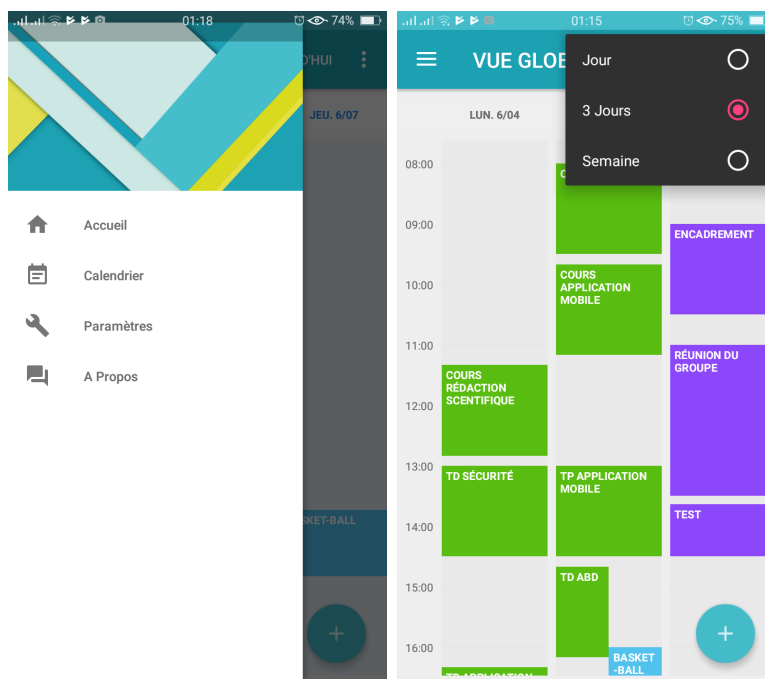 01:18
74%
D'HUI
JEU. 6/07
Accueil
Calendrier
Paramètres
A Propos
SKET-BALL
+
01:15
75%
VUE GLOB
Jour
3 Jours
Semaine
LUN. 6/04
08:00
C
09:00
ENCADREMENT
10:00
COURS
APPLICATION
MOBILE
11:00
RÉUNION DU
GROUPE
COURS
RÉDACTION
SCENTIFIQUE
12:00
13:00
TD SÉCURITÉ
TP APPLICATION
MOBILE
14:00
TEST
15:00
TD ABD
16:00
BASKET
-BALL
TD APPLICATION
+